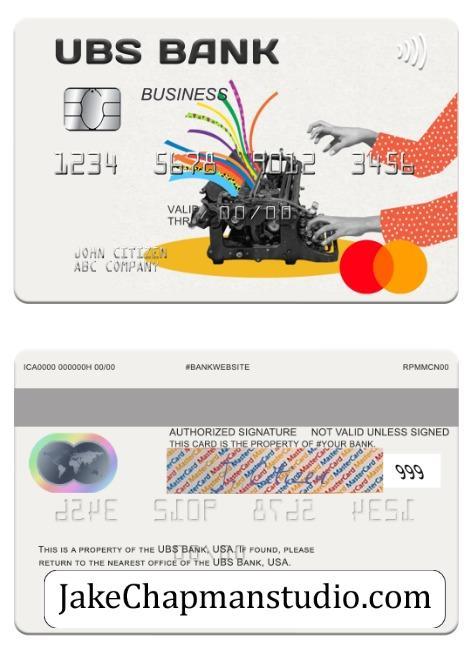 UBS BANK
BUSINESS
1234 5678 9012 3456
VALID THRU 00/00
JOHN CITIZEN
ABC COMPANY
ICA0000 000000H 00/00 #BANKWEBSITE RPMMCN00
AUTHORIZED SIGNATURE NOT VALID UNLESS SIGNED
THIS CARD IS THE PROPERTY OF #YOUR BANK.
MasterCard
999
THIS IS A PROPERTY OF THE UBS BANK, USA. IF FOUND, PLEASE
RETURN TO THE NEAREST OFFICE OF THE UBS BANK, USA.
JakeChapmanstudio.com